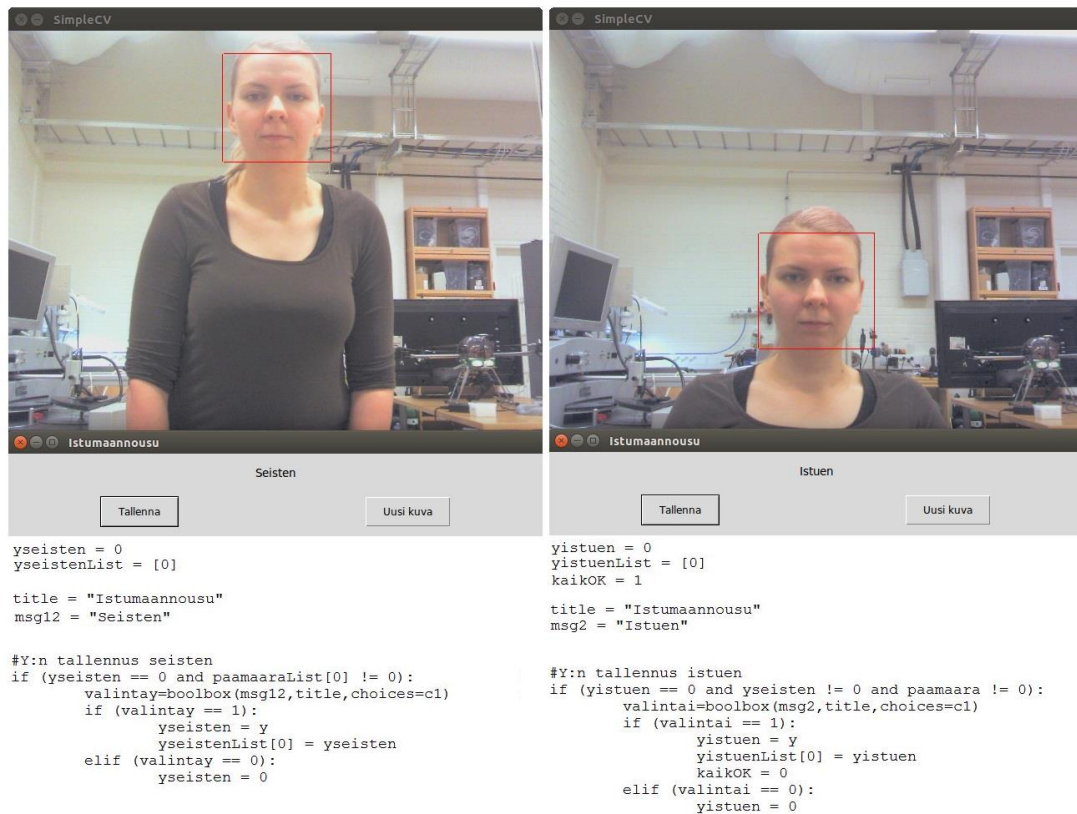 SimpleCV
Istumaannousu
Seisten
Tallenna
Uusi kuva
yseisten = 0
yseistenList = [0]
title = "Istumaannousu"
msg12 = "Seisten"
#Y:n tallennus seisten
if (yseisten == 0 and paamaaraList[0] != 0):
        valintay=boolbox(msg12,title,choices=c1)
        if (valintay == 1):
                yseisten = y
                yseistenList[0] = yseisten
        elif (valintay == 0):
                yseisten = 0
SimpleCV
Istumaannousu
Istuen
Tallenna
Uusi kuva
yistuen = 0
yistuenList = [0]
kaikOK = 1
title = "Istumaannousu"
msg2 = "Istuen"
#Y:n tallennus istuen
if (yistuen == 0 and yseisten != 0 and paamaara != 0):
        valintai=boolbox(msg2,title,choices=c1)
        if (valintai == 1):
                yistuen = y
                yistuenList[0] = yistuen
                kaikOK = 0
        elif (valintai == 0):
                yistuen = 0